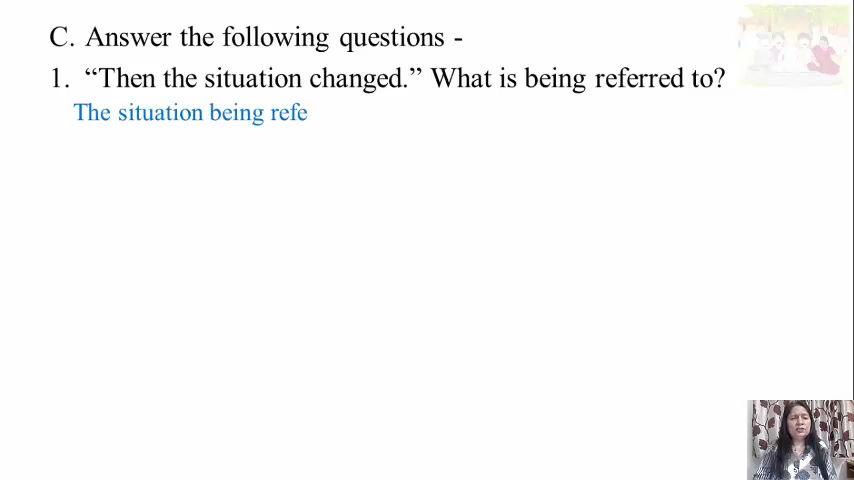 C. Answer the following questions -
1. “Then the situation changed.” What is being referred to?
The situation being refe